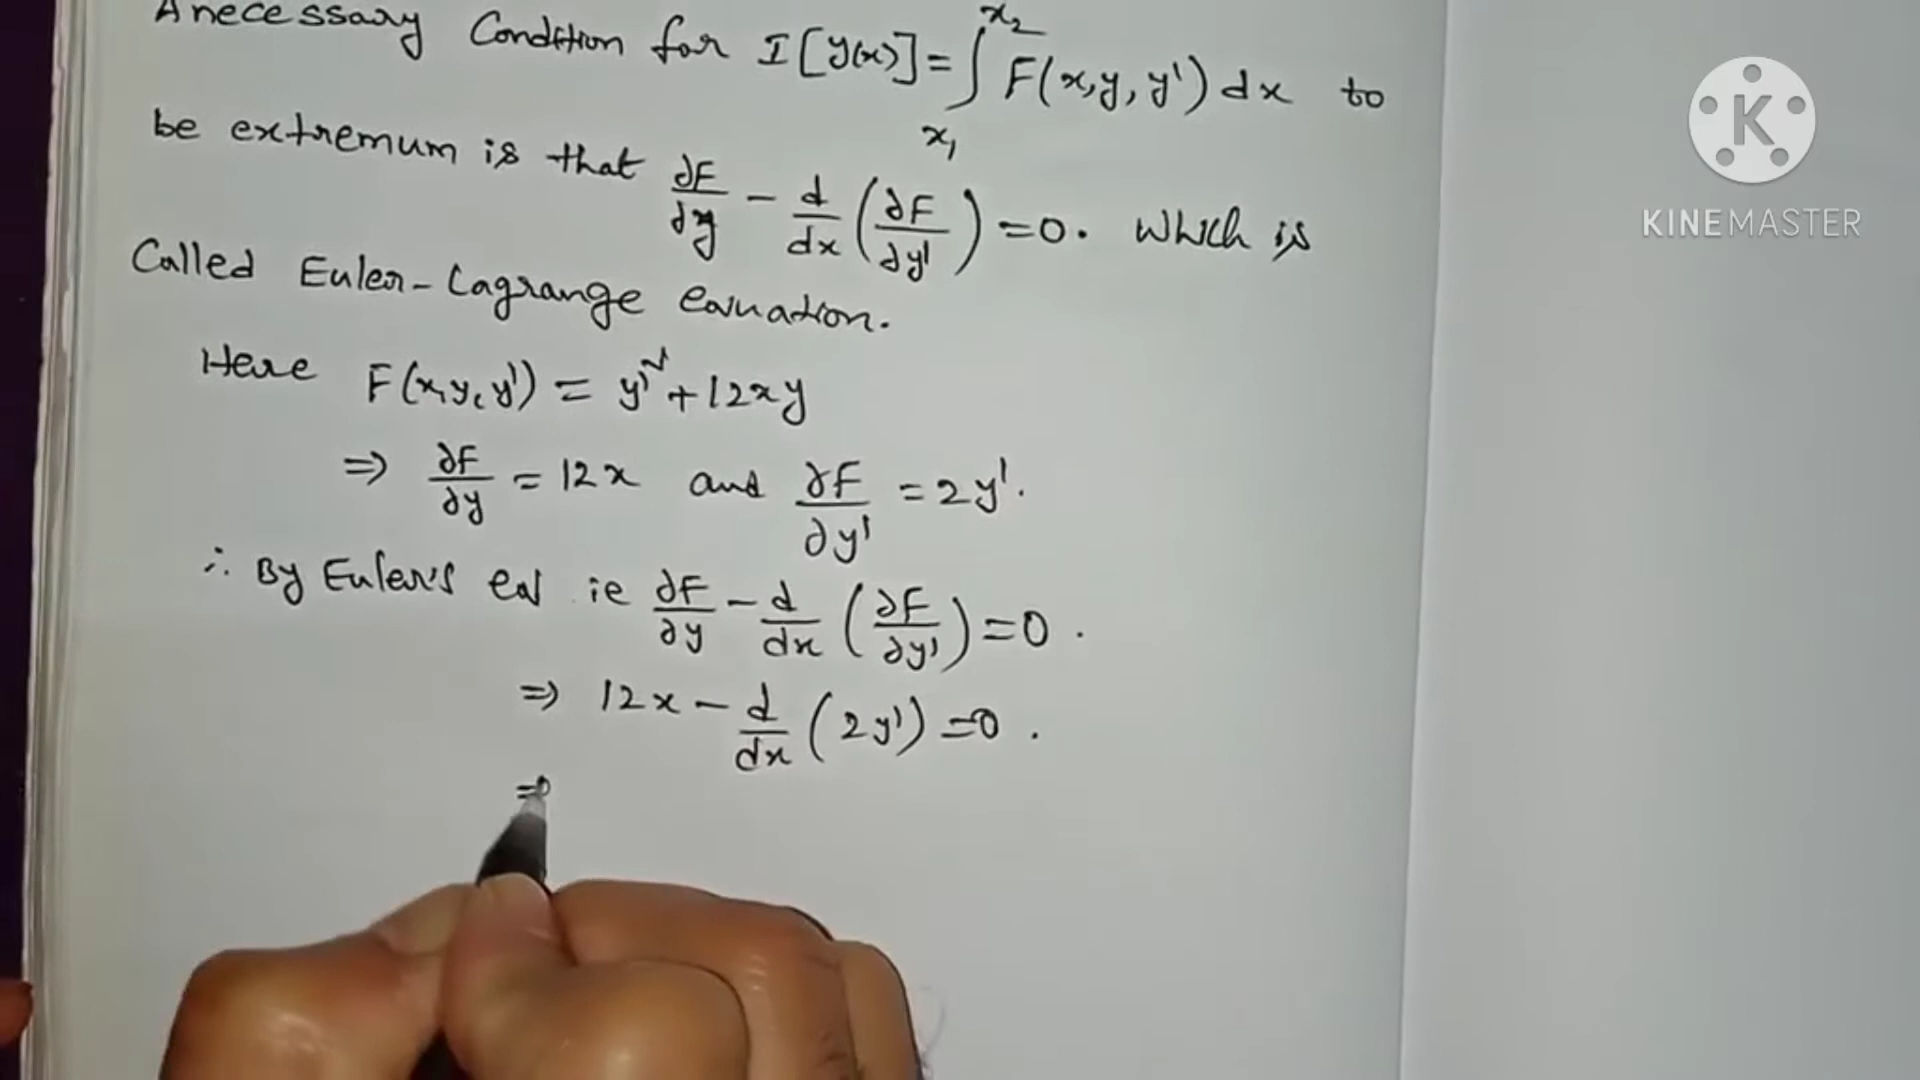 A necessary Condition for I[y(x)] = ∫_{x₁}^{x₂} F(x,y,y') dx to
be extremum is that ∂F/∂y − d/dx (∂F/∂y') = 0. Which is
Called Euler-Lagrange equation.
Here F(x,y,y') = y'² + 12xy
⇒ ∂F/∂y = 12x and ∂F/∂y' = 2y'.
∴ By Euler's eq ie ∂F/∂y − d/dx (∂F/∂y') = 0.
⇒ 12x − d/dx (2y') = 0.
⇒
K
KINEMASTER